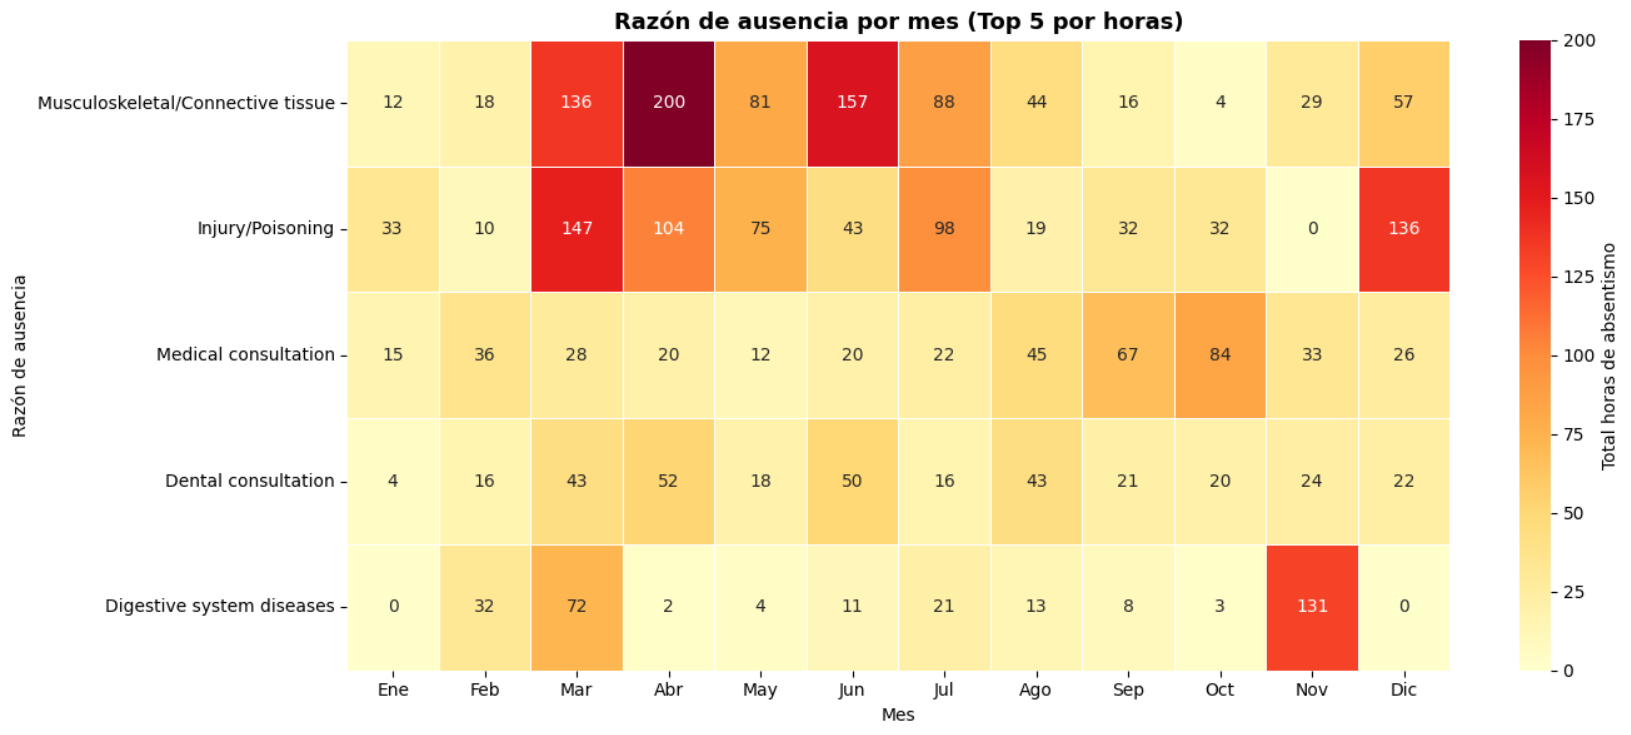 Razón de ausencia por mes (Top 5 por horas)
Razón de ausencia
Musculoskeletal/Connective tissue 12 18 136 200 81 157 88 44 16 4 29 57
Injury/Poisoning 33 10 147 104 75 43 98 19 32 32 0 136
Medical consultation 15 36 28 20 12 20 22 45 67 84 33 26
Dental consultation 4 16 43 52 18 50 16 43 21 20 24 22
Digestive system diseases 0 32 72 2 4 11 21 13 8 3 131 0
Ene Feb Mar Abr May Jun Jul Ago Sep Oct Nov Dic
Mes
200
175
150
125
100
75
50
25
0
Total horas de absentismo